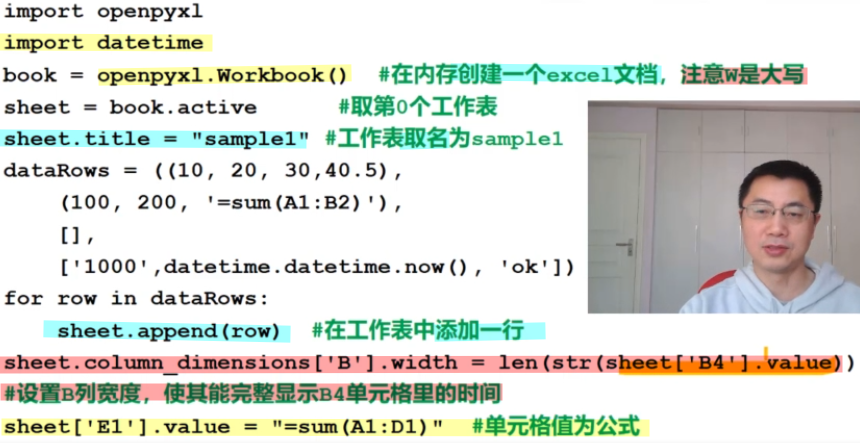 import openpyxl
import datetime
book = openpyxl.Workbook() #在内存创建一个excel文档，注意W是大写
sheet = book.active #取第0个工作表
sheet.title = "sample1" #工作表取名为sample1
dataRows = ((10, 20, 30,40.5),
(100, 200, '=sum(A1:B2)'),
[],
['1000',datetime.datetime.now(), 'ok'])
for row in dataRows:
sheet.append(row) #在工作表中添加一行
sheet.column_dimensions['B'].width = len(str(sheet['B4'].value))
#设置B列宽度，使其能完整显示B4单元格里的时间
sheet['E1'].value = "=sum(A1:D1)" #单元格值为公式